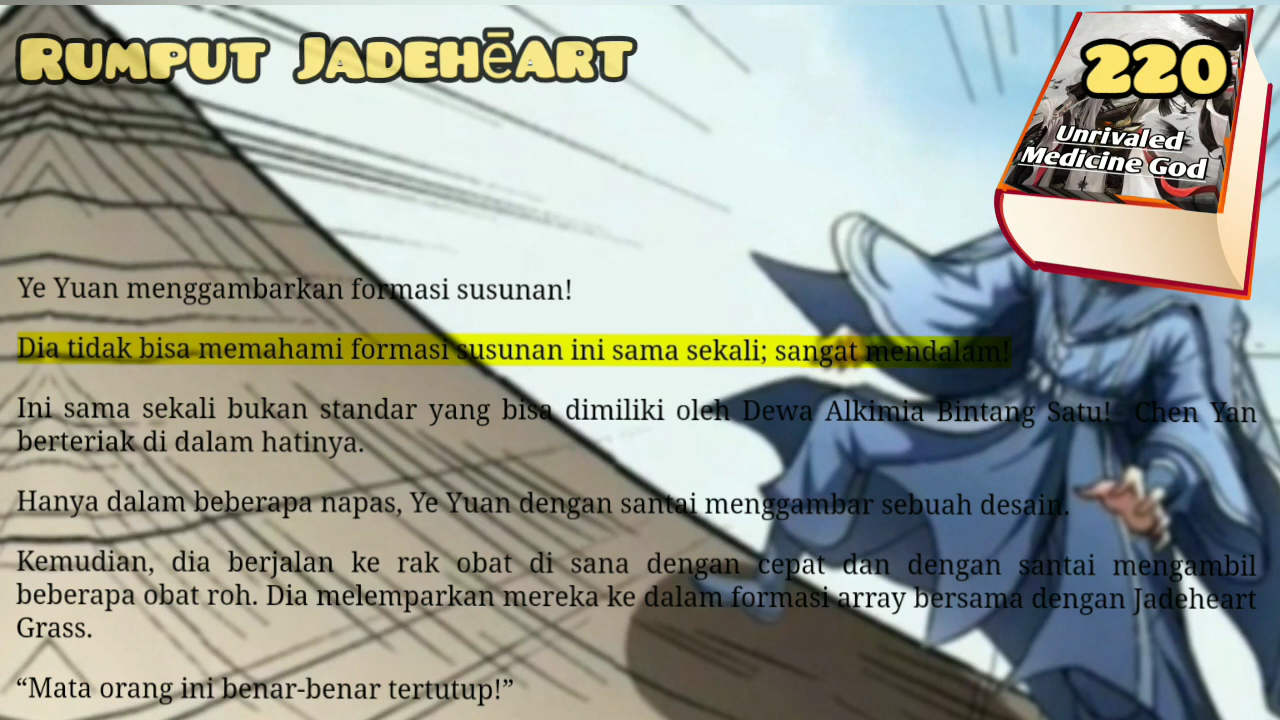 Rumput Jadehēart
220
Unrivaled
Medicine God
Ye Yuan menggambarkan formasi susunan!
Dia tidak bisa memahami formasi susunan ini sama sekali; sangat mendalam!
Ini sama sekali bukan standar yang bisa dimiliki oleh Dewa Alkimia Bintang Satu! Chen Yan
berteriak di dalam hatinya.
Hanya dalam beberapa napas, Ye Yuan dengan santai menggambar sebuah desain.
Kemudian, dia berjalan ke rak obat di sana dengan cepat dan dengan santai mengambil
beberapa obat roh. Dia melemparkan mereka ke dalam formasi array bersama dengan Jadeheart
Grass.
“Mata orang ini benar-benar tertutup!”